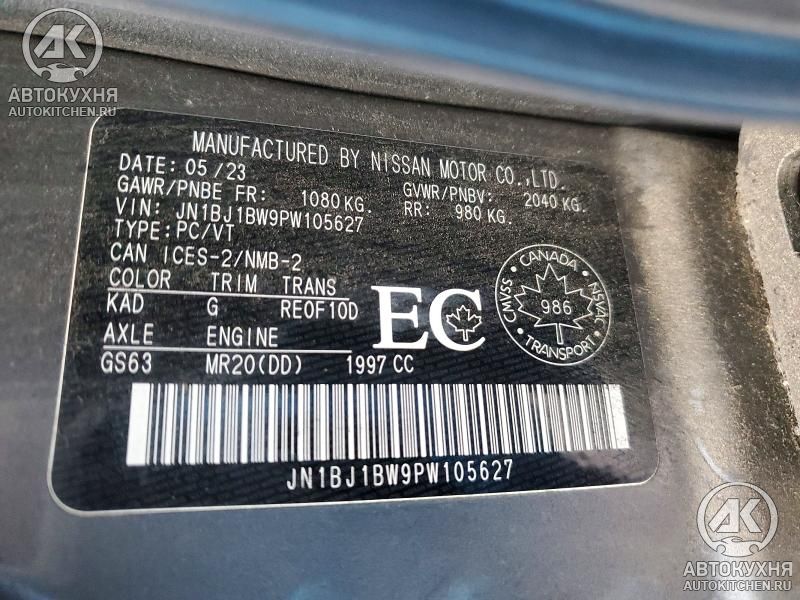 АК
АВТОКУХНЯ
AUTOKITCHEN.RU
MANUFACTURED BY NISSAN MOTOR CO.,LTD.
DATE: 05/23
GAWR/PNBE FR: 1080 KG. GVWR/PNBV: 2040 KG.
VIN: JN1BJ1BW9PW105627 RR: 980 KG.
TYPE: PC/VT
CAN ICES-2/NMB-2
COLOR TRIM TRANS
KAD G RE0F10D
AXLE ENGINE
GS63 MR20(DD) 1997 CC
EC
CANADA
CMVSS 986 NSVAC
TRANSPORT
JN1BJ1BW9PW105627
АК
АВТОКУХНЯ
AUTOKITCHEN.RU